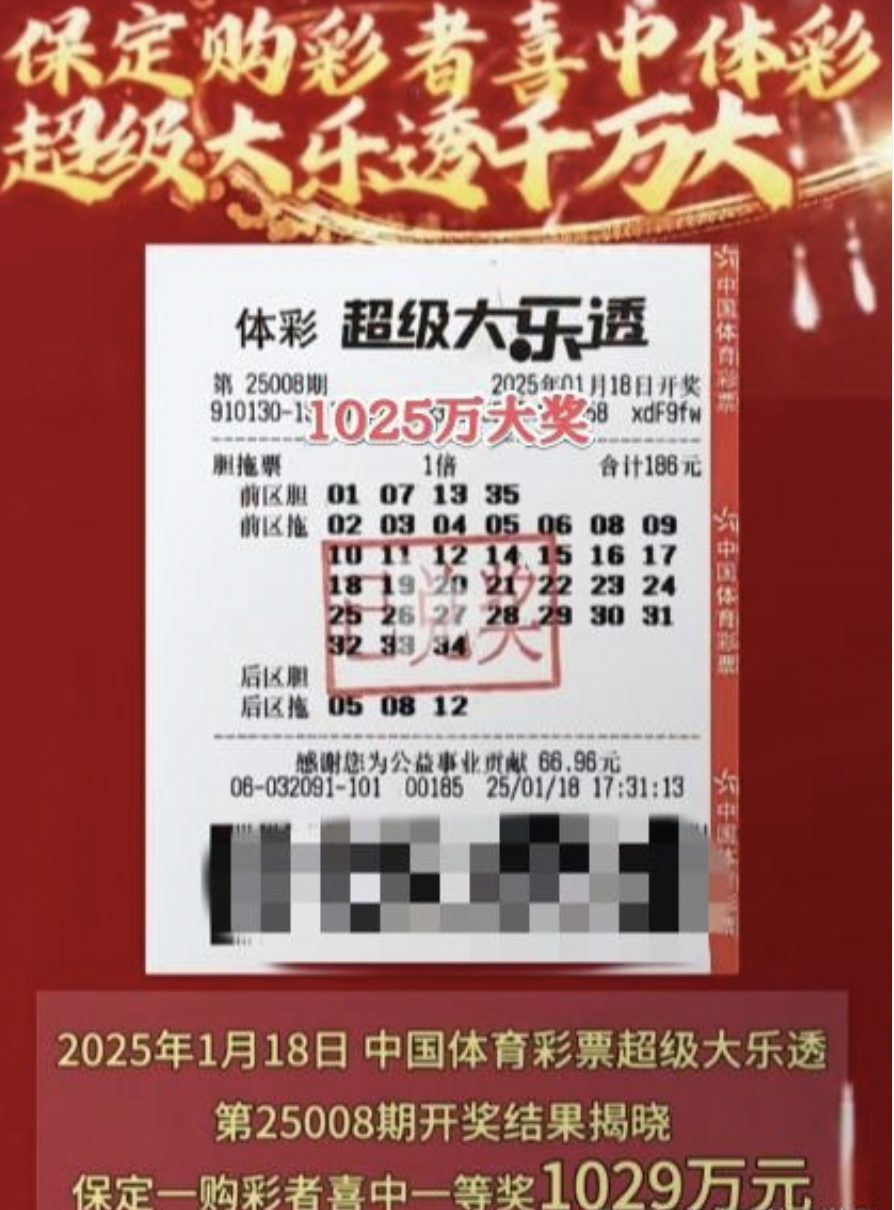 保定购彩者喜中体彩
超级大乐透千万大
体彩 超级大乐透
第 25008期 2025年01月18日开奖
910130-1 68 xdF9fw
1025万大奖
胆拖票 1倍 合计186元
前区胆 01 07 13 35
前区拖 02 03 04 05 06 08 09
10 11 12 14 15 16 17
18 19 20 21 22 23 24
25 26 27 28 29 30 31
32 33 34
已兑奖
后区胆
后区拖 05 08 12
感谢您为公益事业贡献 66.96元
06-032091-101 00185 25/01/18 17:31:13
中国体育彩票
中国体育彩票
中国体
2025年1月18日 中国体育彩票超级大乐透
第25008期开奖结果揭晓
保定一购彩者喜中一等奖1029万元